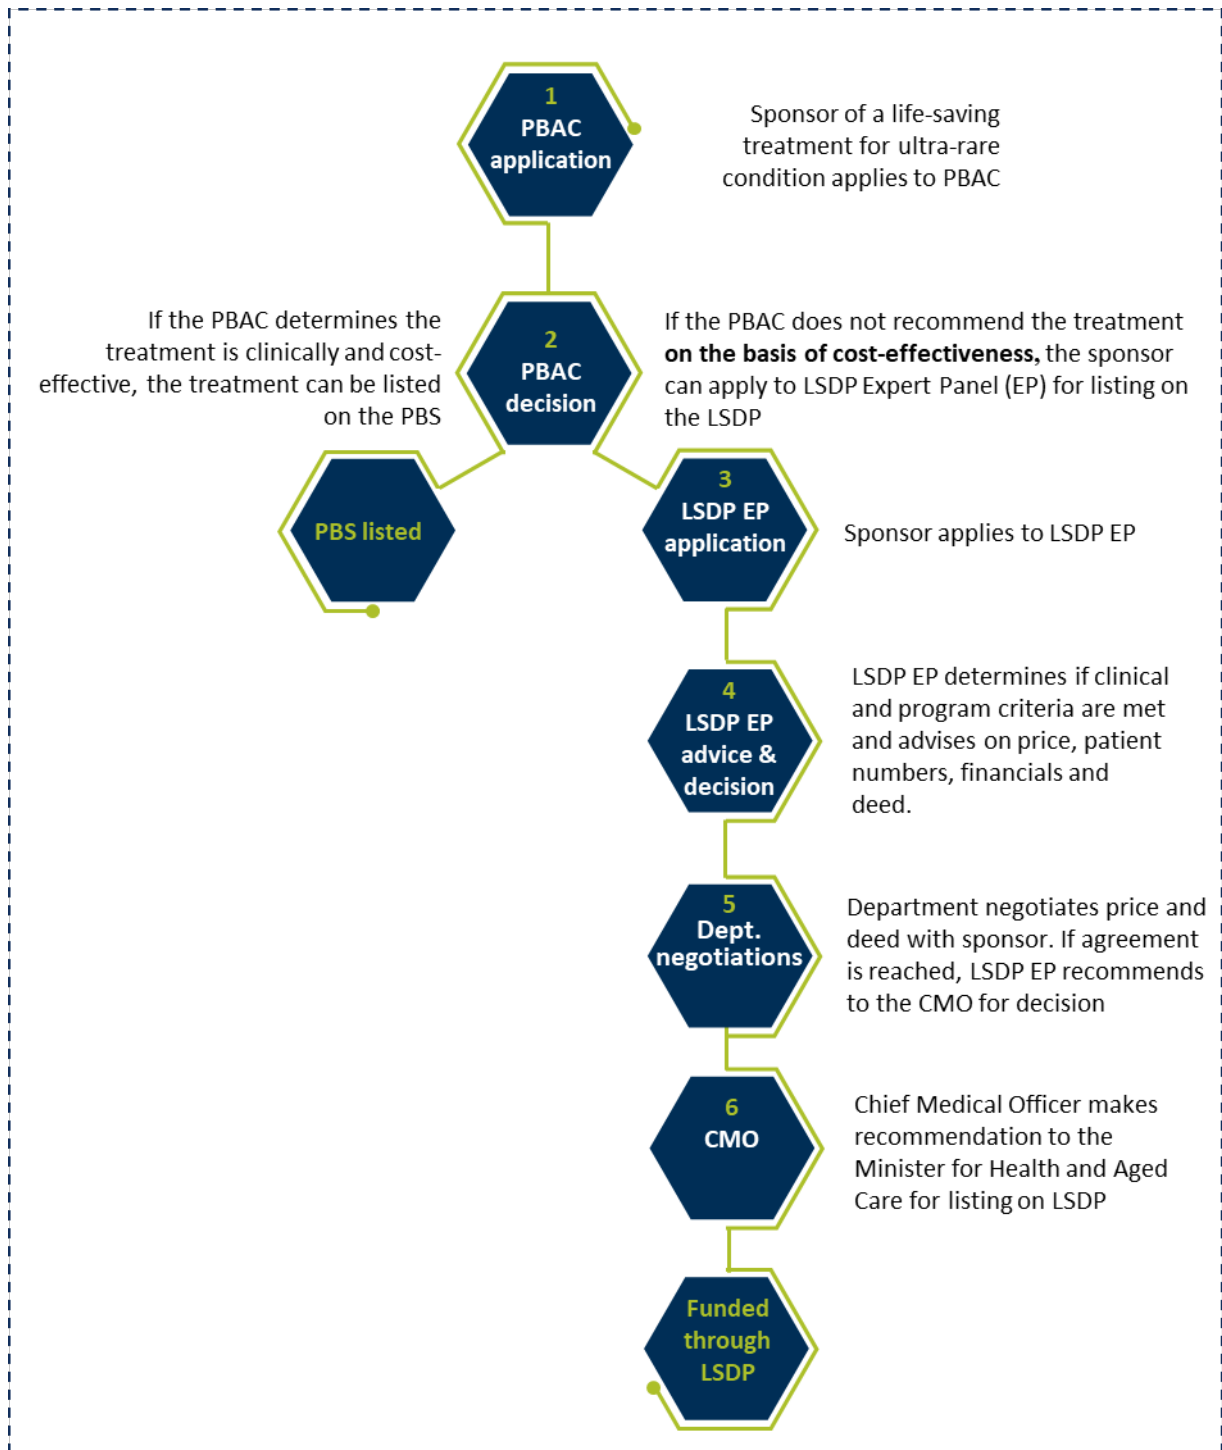 1
PBAC
application
Sponsor of a life-saving
treatment for ultra-rare
condition applies to PBAC
If the PBAC determines the
treatment is clinically and cost-
effective, the treatment can be listed
on the PBS
2
PBAC
decision
If the PBAC does not recommend the treatment
on the basis of cost-effectiveness, the sponsor
can apply to LSDP Expert Panel (EP) for listing on
the LSDP
PBS listed
3
LSDP EP
application
Sponsor applies to LSDP EP
4
LSDP EP
advice &
decision
LSDP EP determines if clinical
and program criteria are met
and advises on price, patient
numbers, financials and
deed.
5
Dept.
negotiations
Department negotiates price and
deed with sponsor. If agreement
is reached, LSDP EP recommends
to the CMO for decision
6
CMO
Chief Medical Officer makes
recommendation to the
Minister for Health and Aged
Care for listing on LSDP
Funded
through
LSDP